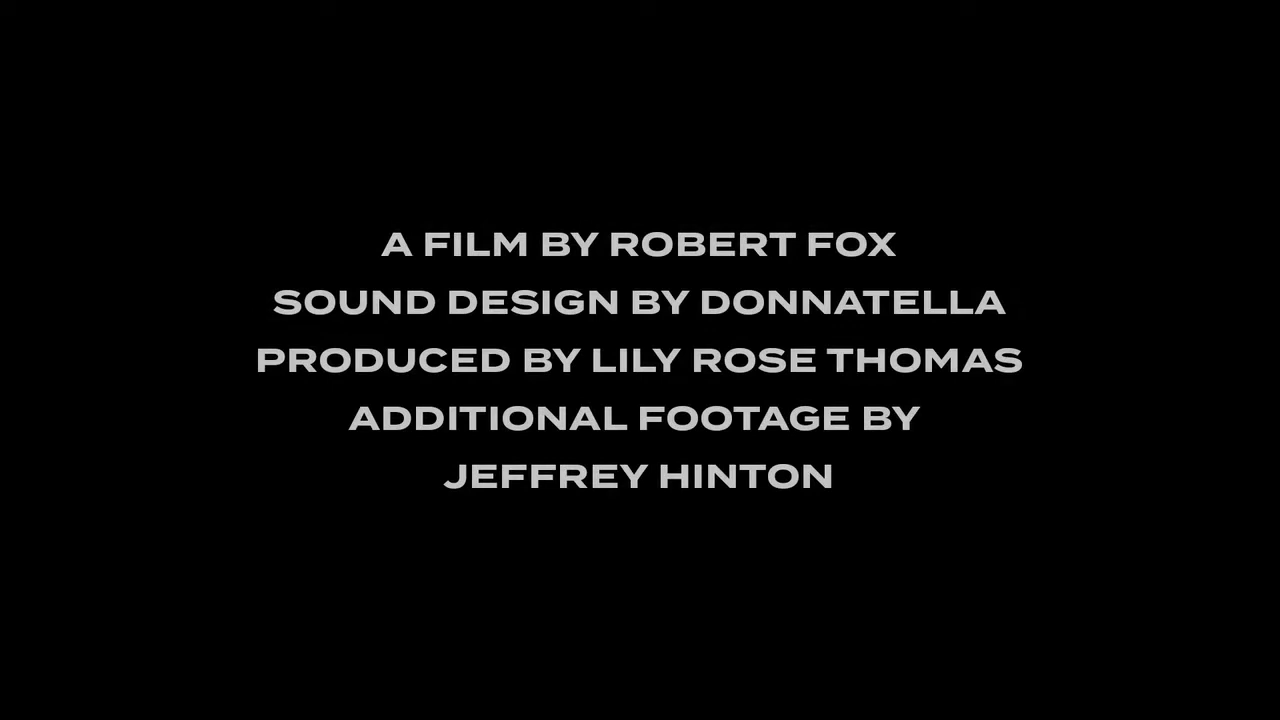 A FILM BY ROBERT FOX
SOUND DESIGN BY DONNATELLA
PRODUCED BY LILY ROSE THOMAS
ADDITIONAL FOOTAGE BY
JEFFREY HINTON